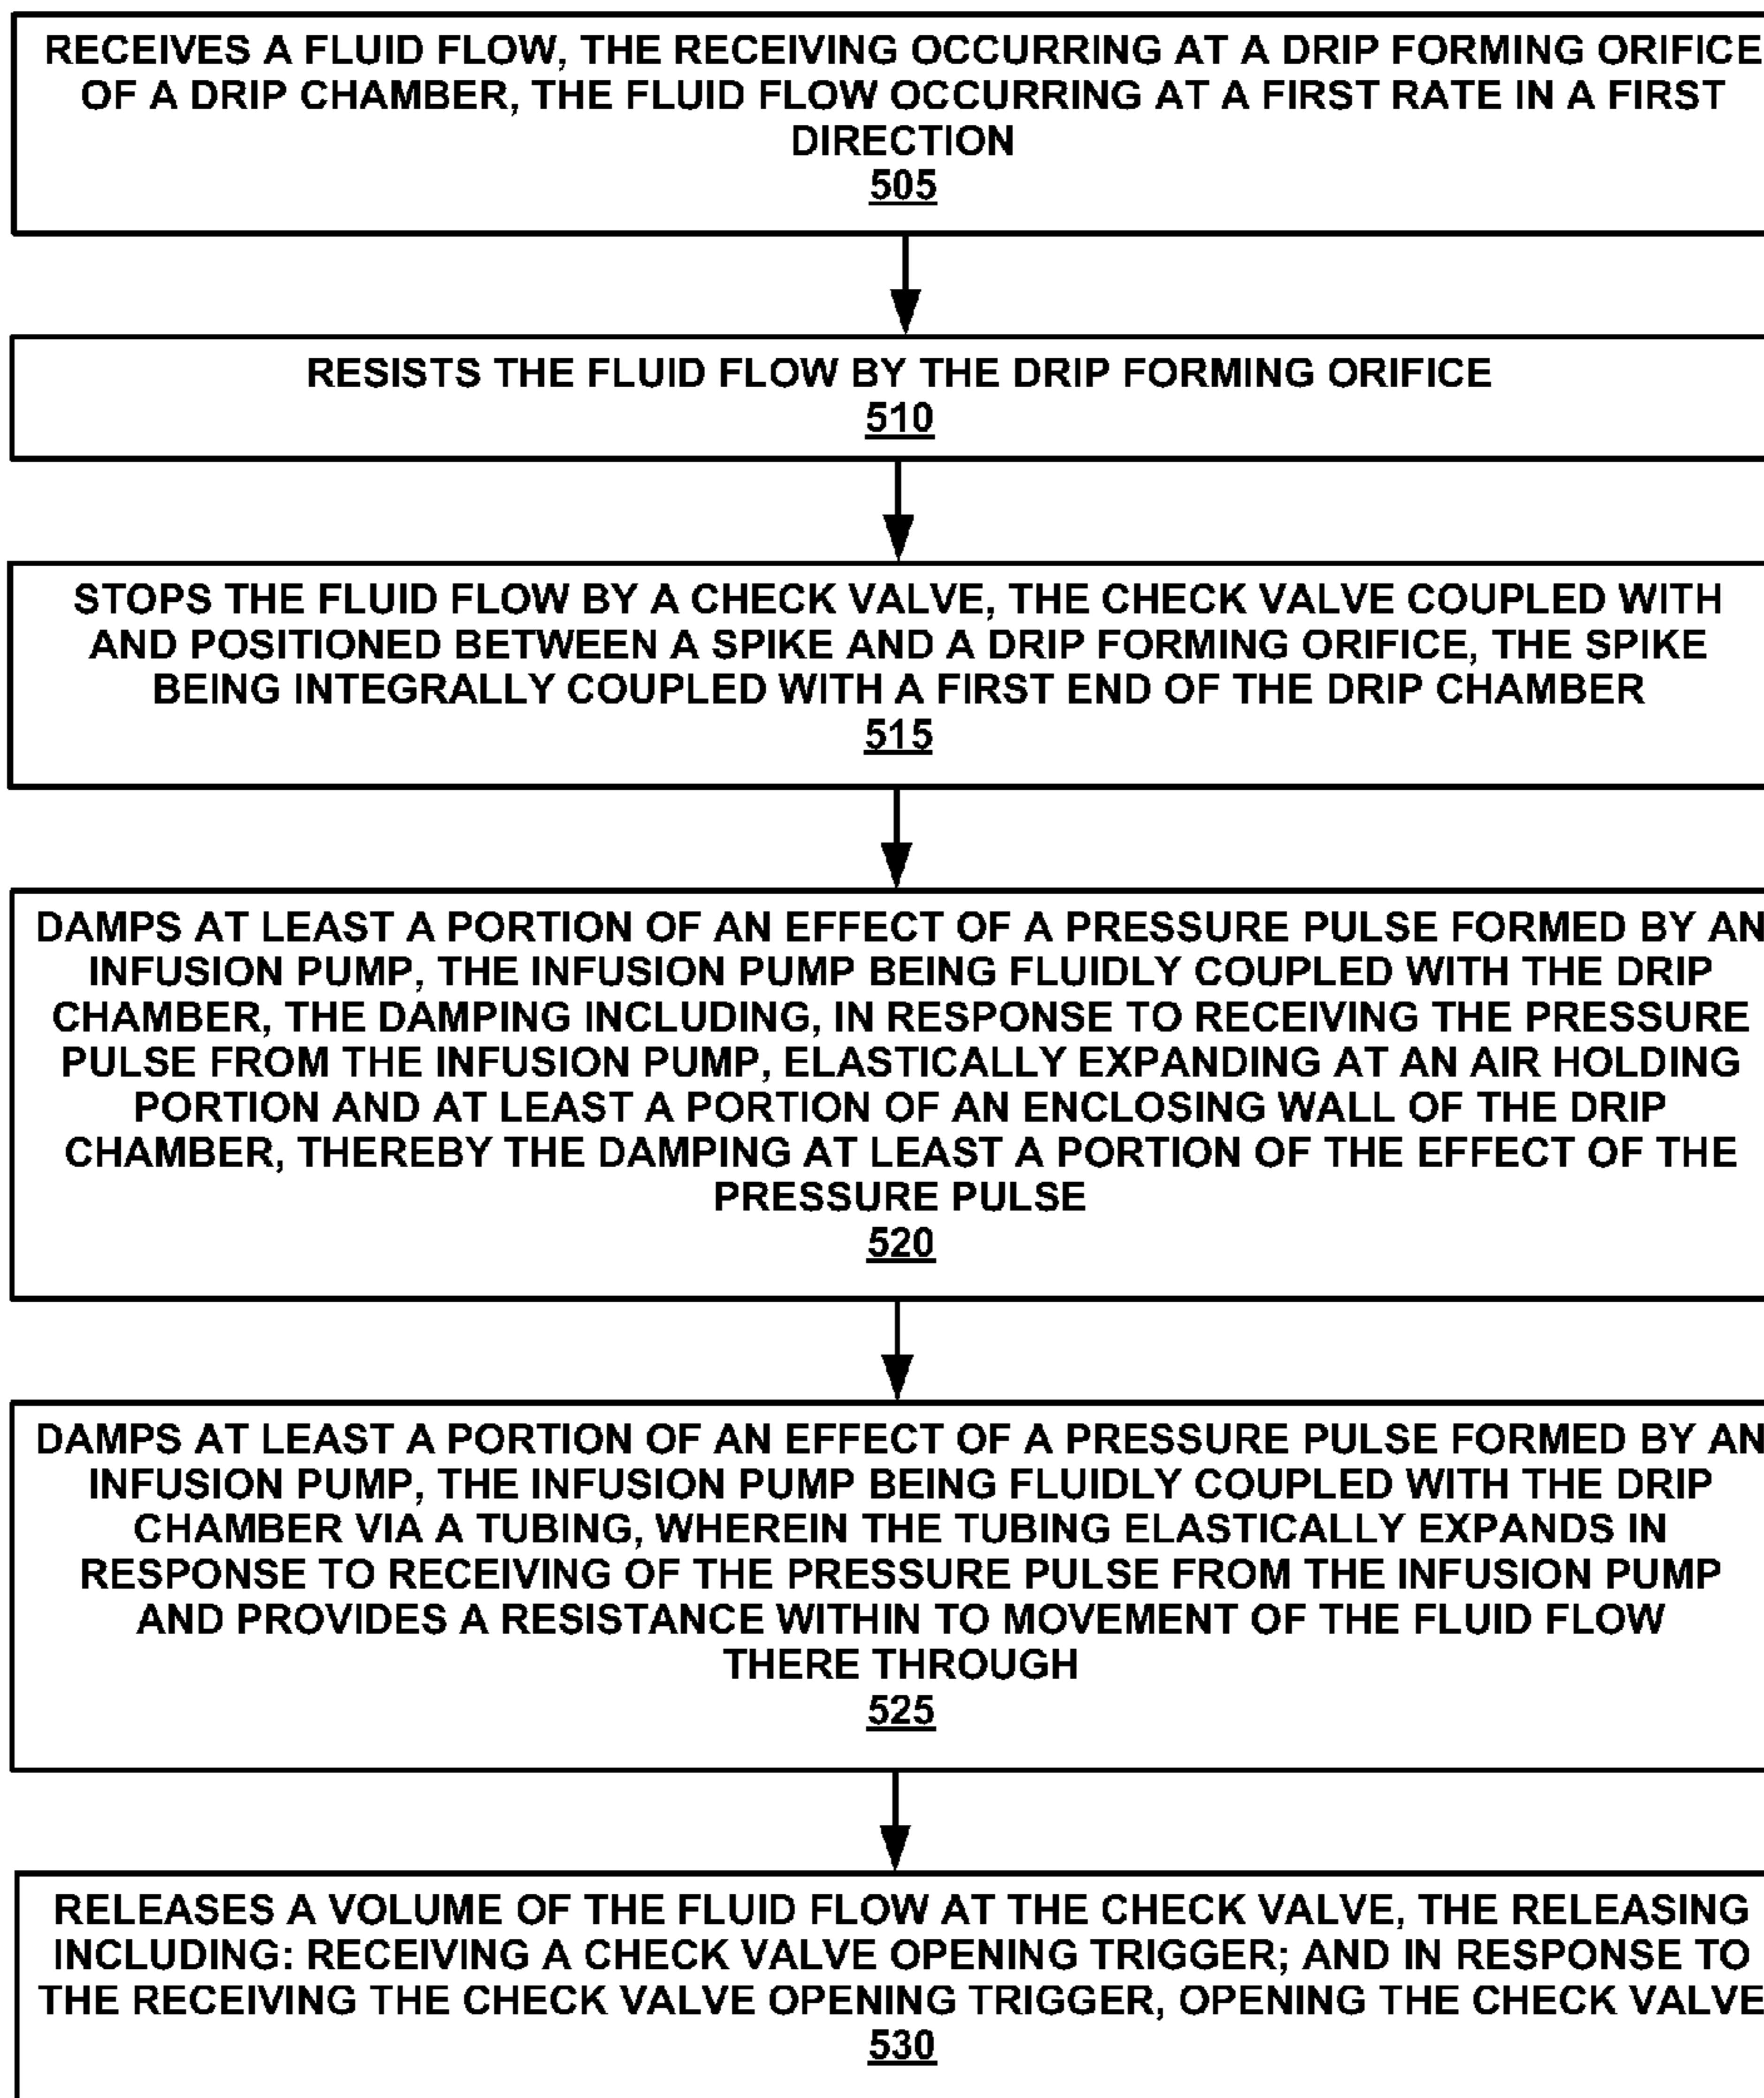 RECEIVES A FLUID FLOW, THE RECEIVING OCCURRING AT A DRIP FORMING ORIFICE
OF A DRIP CHAMBER, THE FLUID FLOW OCCURRING AT A FIRST RATE IN A FIRST
DIRECTION
505
RESISTS THE FLUID FLOW BY THE DRIP FORMING ORIFICE
510
STOPS THE FLUID FLOW BY A CHECK VALVE, THE CHECK VALVE COUPLED WITH
AND POSITIONED BETWEEN A SPIKE AND A DRIP FORMING ORIFICE, THE SPIKE
BEING INTEGRALLY COUPLED WITH A FIRST END OF THE DRIP CHAMBER
515
DAMPS AT LEAST A PORTION OF AN EFFECT OF A PRESSURE PULSE FORMED BY AN
INFUSION PUMP, THE INFUSION PUMP BEING FLUIDLY COUPLED WITH THE DRIP
CHAMBER, THE DAMPING INCLUDING, IN RESPONSE TO RECEIVING THE PRESSURE
PULSE FROM THE INFUSION PUMP, ELASTICALLY EXPANDING AT AN AIR HOLDING
PORTION AND AT LEAST A PORTION OF AN ENCLOSING WALL OF THE DRIP
CHAMBER, THEREBY THE DAMPING AT LEAST A PORTION OF THE EFFECT OF THE
PRESSURE PULSE
520
DAMPS AT LEAST A PORTION OF AN EFFECT OF A PRESSURE PULSE FORMED BY AN
INFUSION PUMP, THE INFUSION PUMP BEING FLUIDLY COUPLED WITH THE DRIP
CHAMBER VIA A TUBING, WHEREIN THE TUBING ELASTICALLY EXPANDS IN
RESPONSE TO RECEIVING OF THE PRESSURE PULSE FROM THE INFUSION PUMP
AND PROVIDES A RESISTANCE WITHIN TO MOVEMENT OF THE FLUID FLOW
THERE THROUGH
525
RELEASES A VOLUME OF THE FLUID FLOW AT THE CHECK VALVE, THE RELEASING
INCLUDING: RECEIVING A CHECK VALVE OPENING TRIGGER; AND IN RESPONSE TO
THE RECEIVING THE CHECK VALVE OPENING TRIGGER, OPENING THE CHECK VALVE
530